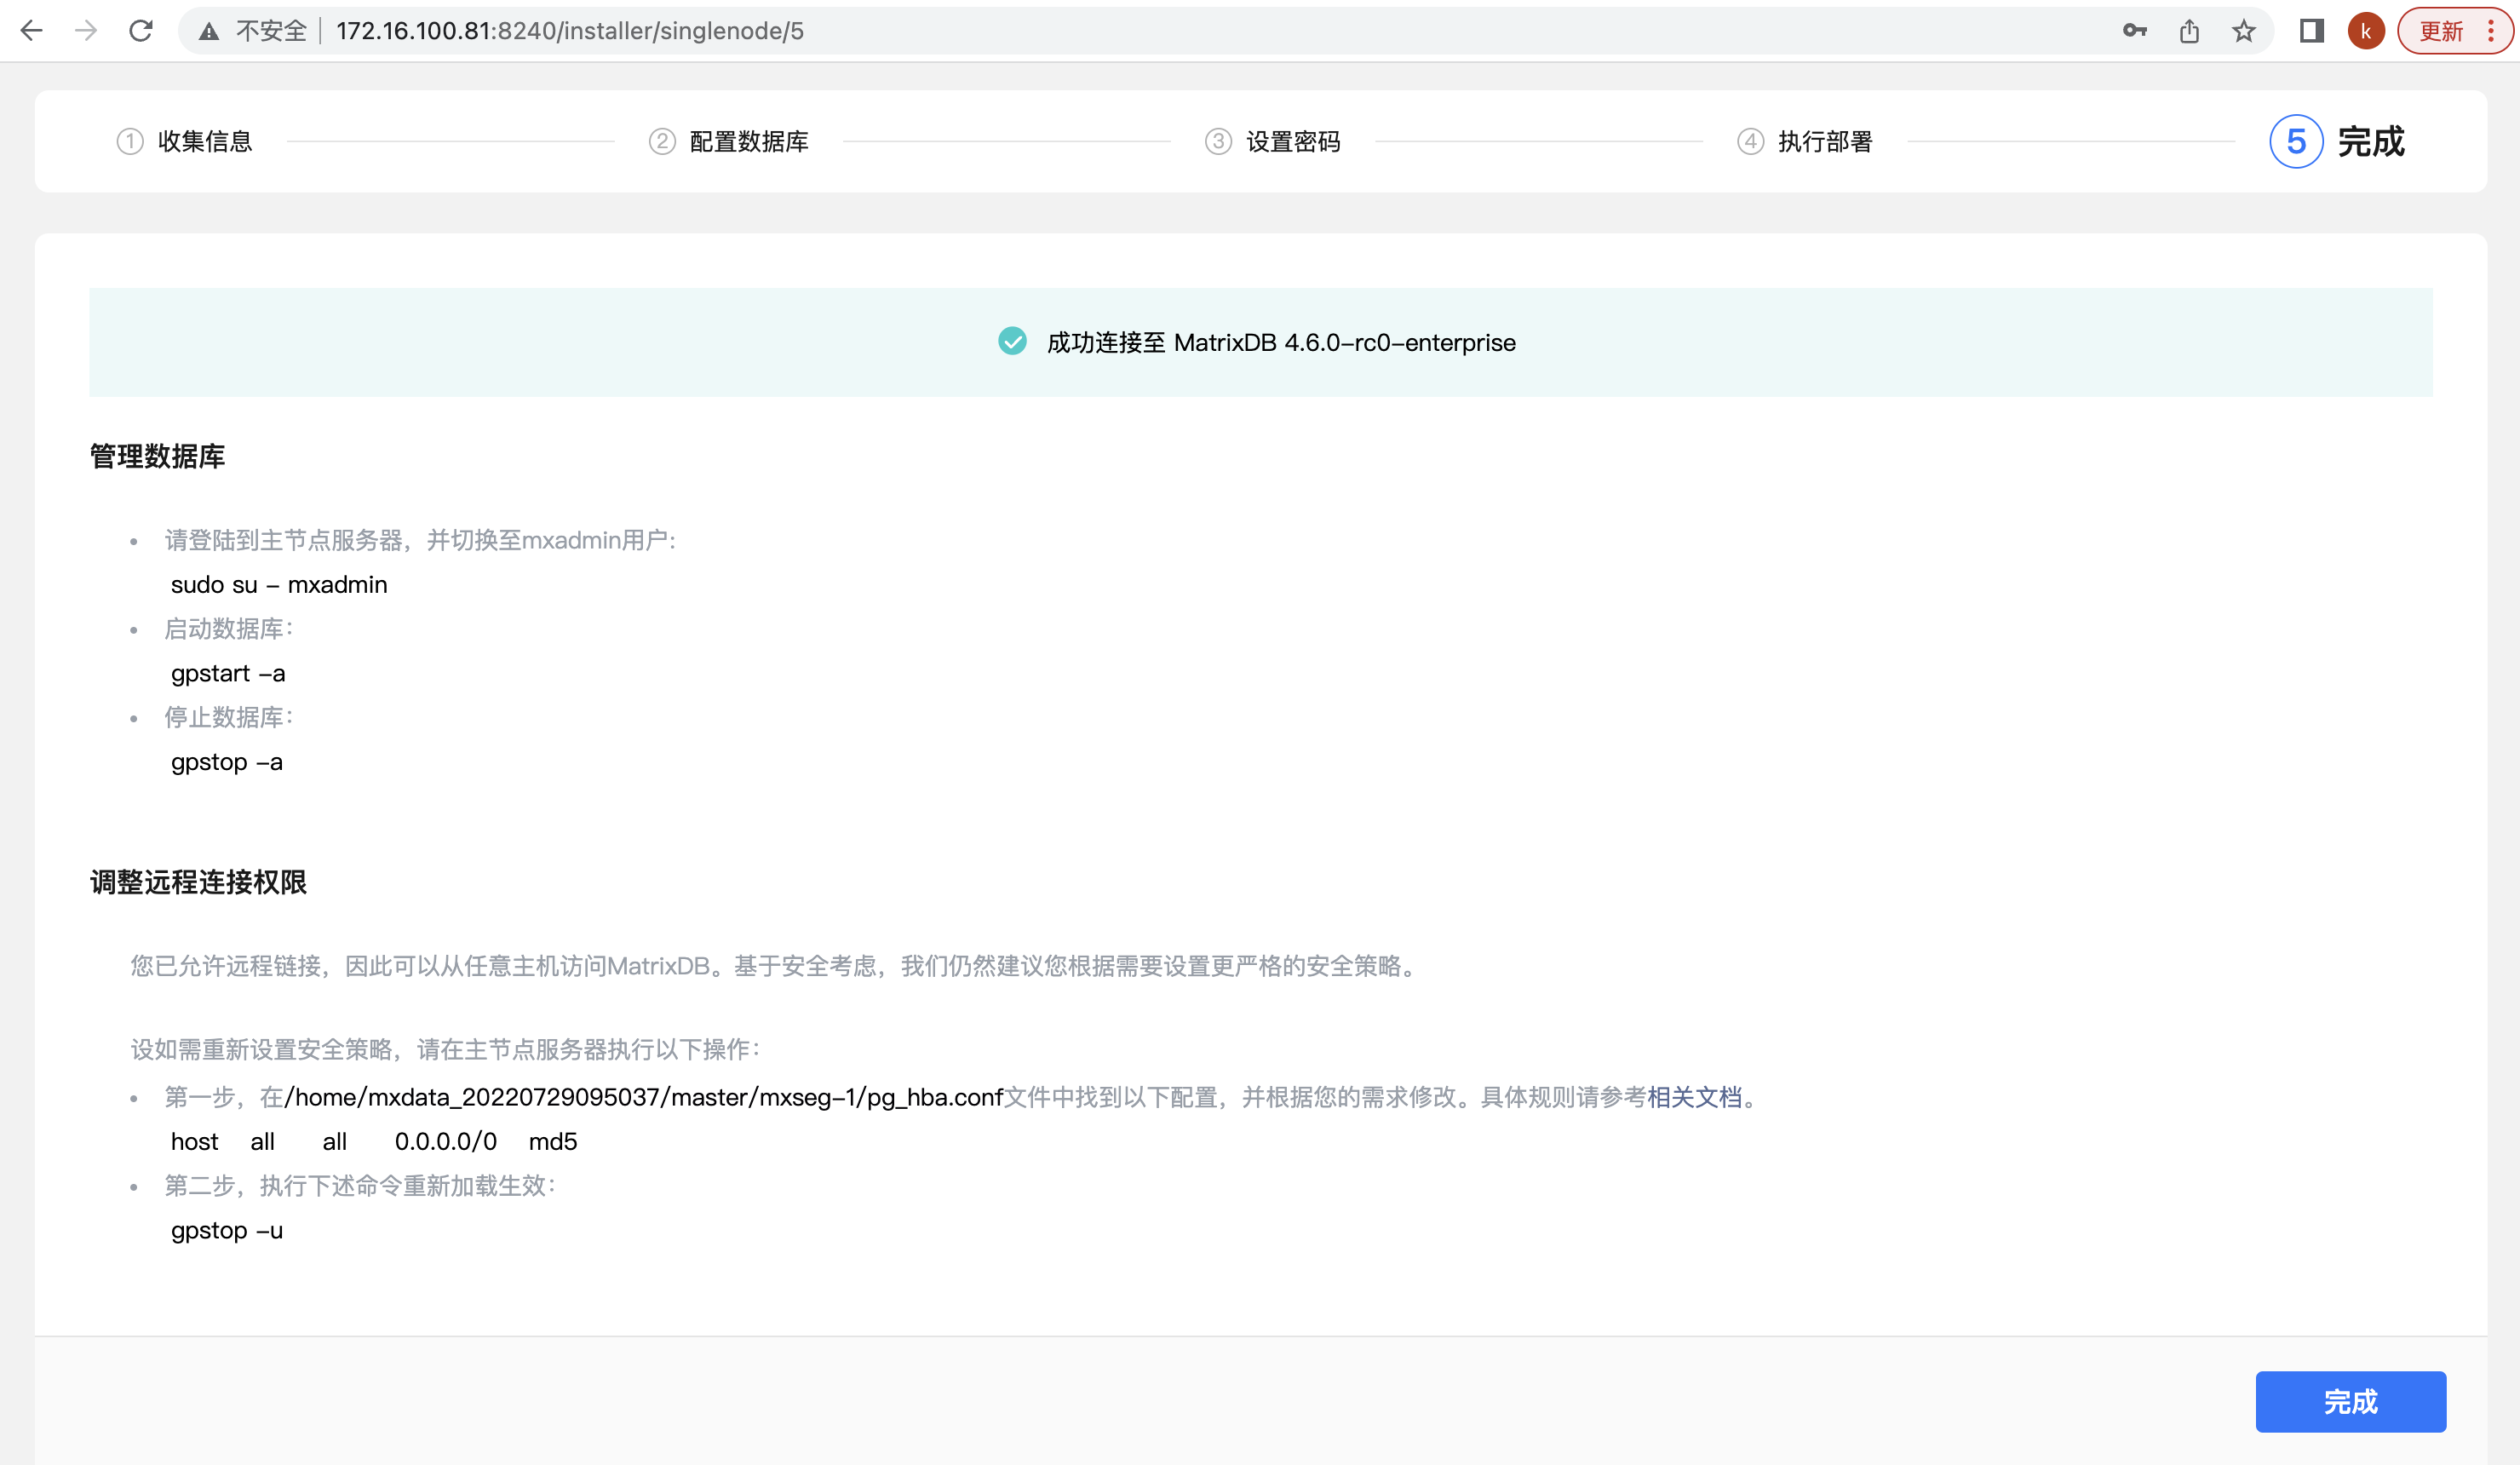 不安全 172.16.100.81:8240/installer/singlenode/5 k 更新
1 收集信息 2 配置数据库 3 设置密码 4 执行部署 5 完成
成功连接至 MatrixDB 4.6.0-rc0-enterprise
管理数据库
• 请登陆到主节点服务器，并切换至mxadmin用户:
sudo su - mxadmin
• 启动数据库：
gpstart -a
• 停止数据库：
gpstop -a
调整远程连接权限
您已允许远程链接，因此可以从任意主机访问MatrixDB。基于安全考虑，我们仍然建议您根据需要设置更严格的安全策略。
设如需重新设置安全策略，请在主节点服务器执行以下操作：
• 第一步，在/home/mxdata_20220729095037/master/mxseg-1/pg_hba.conf文件中找到以下配置，并根据您的需求修改。具体规则请参考相关文档。
host all all 0.0.0.0/0 md5
• 第二步，执行下述命令重新加载生效：
gpstop -u
完成